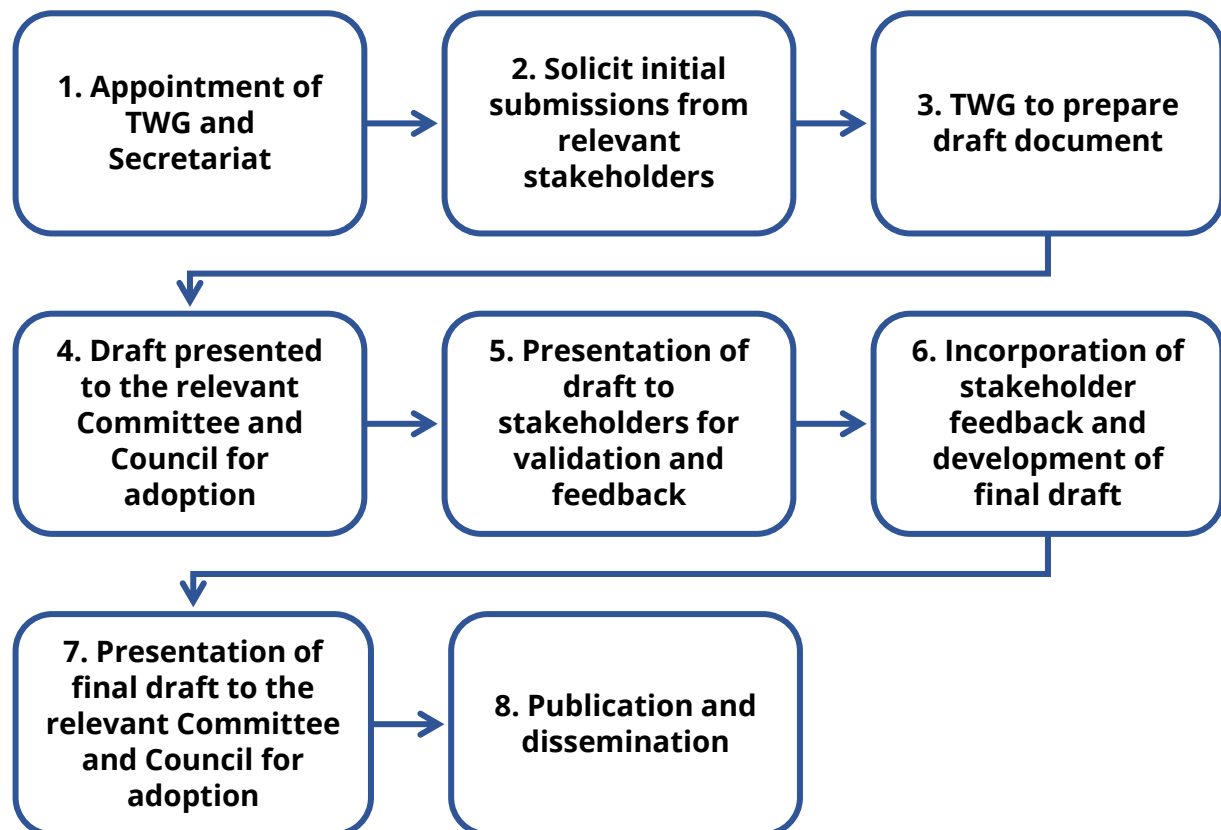 1. Appointment of
TWG and
Secretariat
2. Solicit initial
submissions from
relevant
stakeholders
3. TWG to prepare
draft document
4. Draft presented
to the relevant
Committee and
Council for
adoption
5. Presentation of
draft to
stakeholders for
validation and
feedback
6. Incorporation of
stakeholder
feedback and
development of
final draft
7. Presentation of
final draft to the
relevant Committee
and Council for
adoption
8. Publication and
dissemination